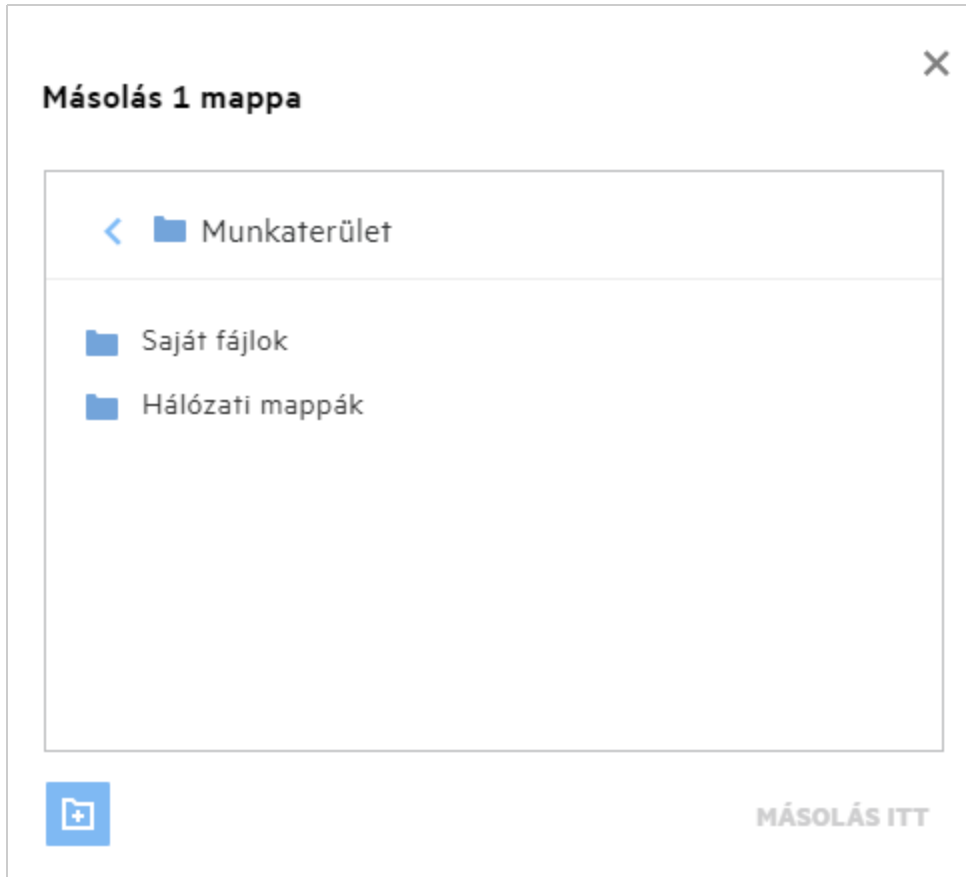 Másolás 1 mappa
Munkaterület
Saját fájlok
Hálózati mappák
MÁSOLÁS ITT